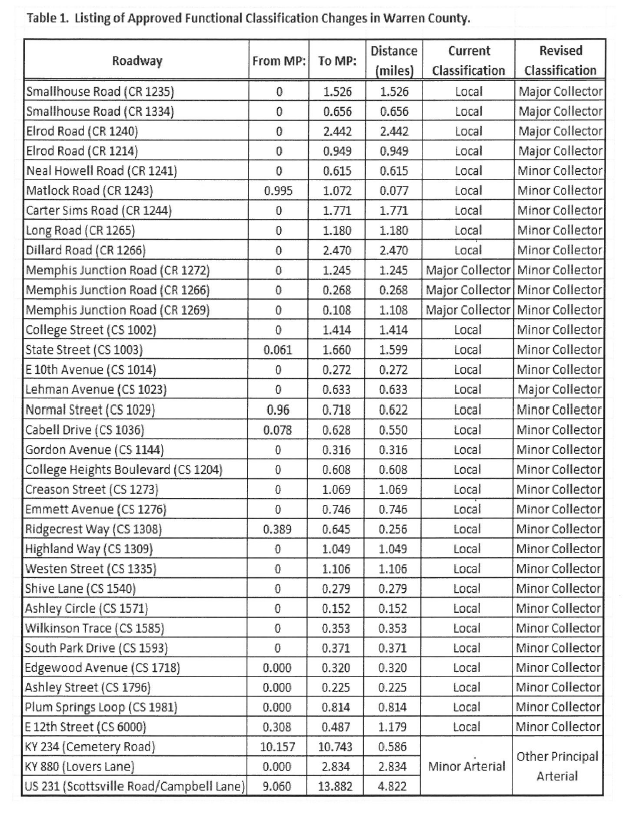 Table 1. Listing of Approved Functional Classification Changes in Warren County.
Roadway From MP: To MP: Distance (miles) Current Classification Revised Classification
Smallhouse Road (CR 1235) 0 1.526 1.526 Local Major Collector
Smallhouse Road (CR 1334) 0 0.656 0.656 Local Major Collector
Elrod Road (CR 1240) 0 2.442 2.442 Local Major Collector
Elrod Road (CR 1214) 0 0.949 0.949 Local Major Collector
Neal Howell Road (CR 1241) 0 0.615 0.615 Local Minor Collector
Matlock Road (CR 1243) 0.995 1.072 0.077 Local Minor Collector
Carter Sims Road (CR 1244) 0 1.771 1.771 Local Minor Collector
Long Road (CR 1265) 0 1.180 1.180 Local Minor Collector
Dillard Road (CR 1266) 0 2.470 2.470 Local Minor Collector
Memphis Junction Road (CR 1272) 0 1.245 1.245 Major Collector Minor Collector
Memphis Junction Road (CR 1266) 0 0.268 0.268 Major Collector Minor Collector
Memphis Junction Road (CR 1269) 0 0.108 1.108 Major Collector Minor Collector
College Street (CS 1002) 0 1.414 1.414 Local Minor Collector
State Street (CS 1003) 0.061 1.660 1.599 Local Minor Collector
E 10th Avenue (CS 1014) 0 0.272 0.272 Local Minor Collector
Lehman Avenue (CS 1023) 0 0.633 0.633 Local Major Collector
Normal Street (CS 1029) 0.96 0.718 0.622 Local Minor Collector
Cabell Drive (CS 1036) 0.078 0.628 0.550 Local Minor Collector
Gordon Avenue (CS 1144) 0 0.316 0.316 Local Minor Collector
College Heights Boulevard (CS 1204) 0 0.608 0.608 Local Minor Collector
Creason Street (CS 1273) 0 1.069 1.069 Local Minor Collector
Emmett Avenue (CS 1276) 0 0.746 0.746 Local Minor Collector
Ridgecrest Way (CS 1308) 0.389 0.645 0.256 Local Minor Collector
Highland Way (CS 1309) 0 1.049 1.049 Local Minor Collector
Westen Street (CS 1335) 0 1.106 1.106 Local Minor Collector
Shive Lane (CS 1540) 0 0.279 0.279 Local Minor Collector
Ashley Circle (CS 1571) 0 0.152 0.152 Local Minor Collector
Wilkinson Trace (CS 1585) 0 0.353 0.353 Local Minor Collector
South Park Drive (CS 1593) 0 0.371 0.371 Local Minor Collector
Edgewood Avenue (CS 1718) 0.000 0.320 0.320 Local Minor Collector
Ashley Street (CS 1796) 0.000 0.225 0.225 Local Minor Collector
Plum Springs Loop (CS 1981) 0.000 0.814 0.814 Local Minor Collector
E 12th Street (CS 6000) 0.308 0.487 1.179 Local Minor Collector
KY 234 (Cemetery Road) 10.157 10.743 0.586
KY 880 (Lovers Lane) 0.000 2.834 2.834 Minor Arterial Other Principal Arterial
US 231 (Scottsville Road/Campbell Lane) 9.060 13.882 4.822